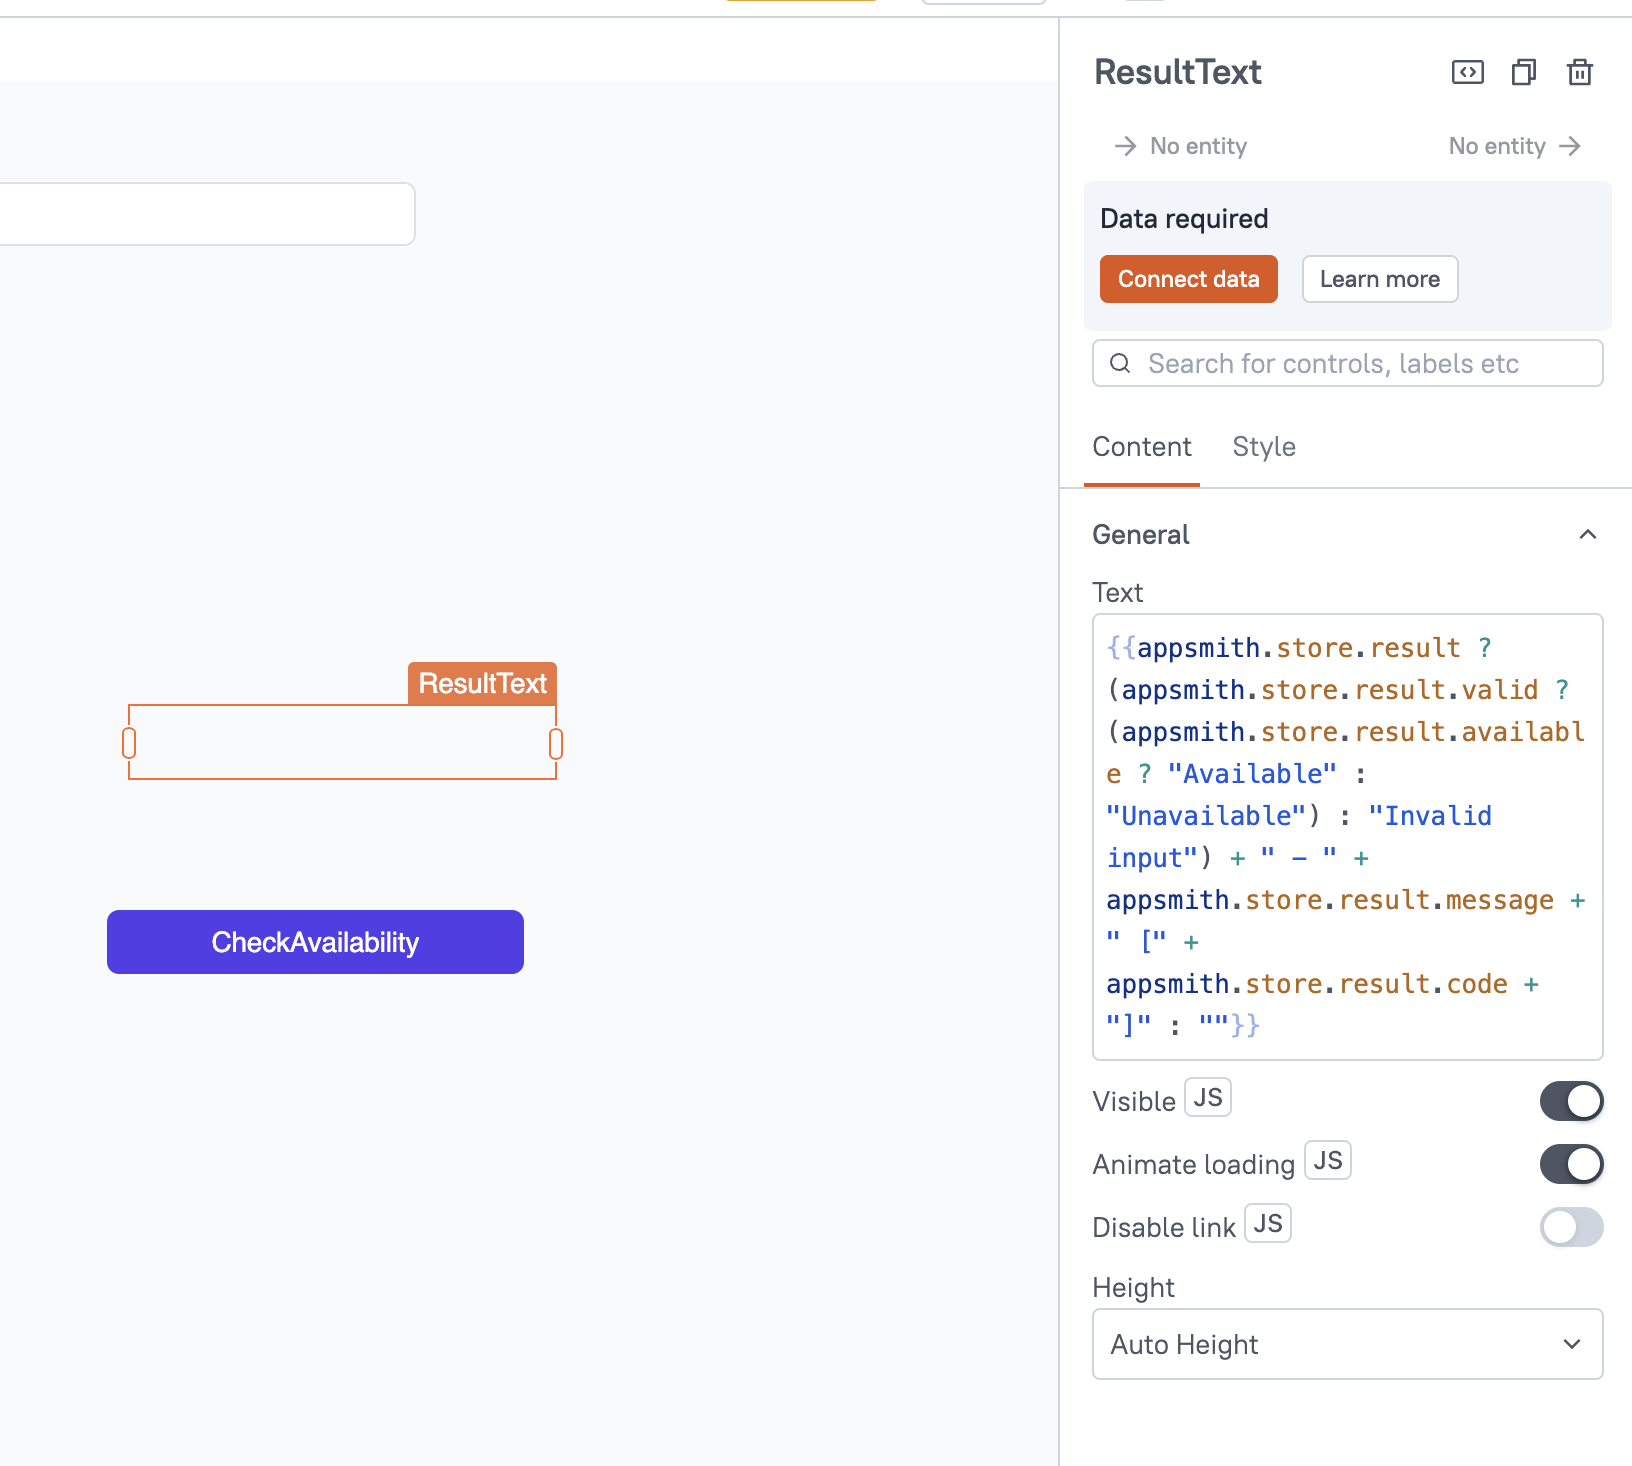 ResultText
No entity
No entity
Data required
Connect data
Learn more
Search for controls, labels etc
Content
Style
General
Text
{{appsmith.store.result ?
(appsmith.store.result.valid ?
(appsmith.store.result.availabl
e ? "Available" :
"Unavailable") : "Invalid
input") + " – " +
appsmith.store.result.message +
" [" +
appsmith.store.result.code +
"]" : ""}}
Visible JS
Animate loading JS
Disable link JS
Height
Auto Height
ResultText
CheckAvailability